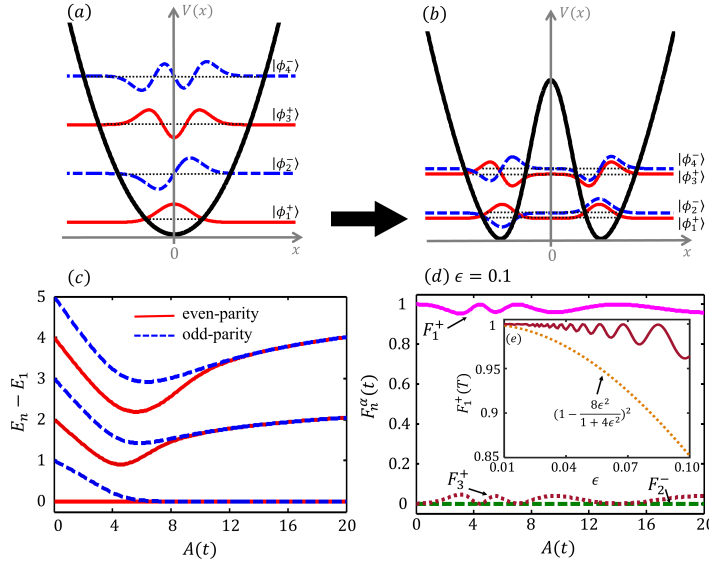 (a)
V(x)
|ϕ₄⁻⟩
|ϕ₃⁺⟩
|ϕ₂⁻⟩
|ϕ₁⁺⟩
0
x
(b)
V(x)
|ϕ₄⁻⟩
|ϕ₃⁺⟩
|ϕ₂⁻⟩
|ϕ₁⁺⟩
0
x
(c)
5
4
3
2
1
0
Eₙ − E₁
even-parity
odd-parity
0 4 8 12 16 20
A(t)
(d) ϵ = 0.1
1
0.8
0.6
0.4
0.2
0
Fₙᵅ(t)
F₁⁺
F₃⁺
F₂⁻
0 4 8 12 16 20
A(t)
(e)
1
0.95
0.9
0.85
F₁⁺(T)
(1 − 8ϵ²/(1 + 4ϵ²))²
0.01 0.04 0.07 0.10
ϵ